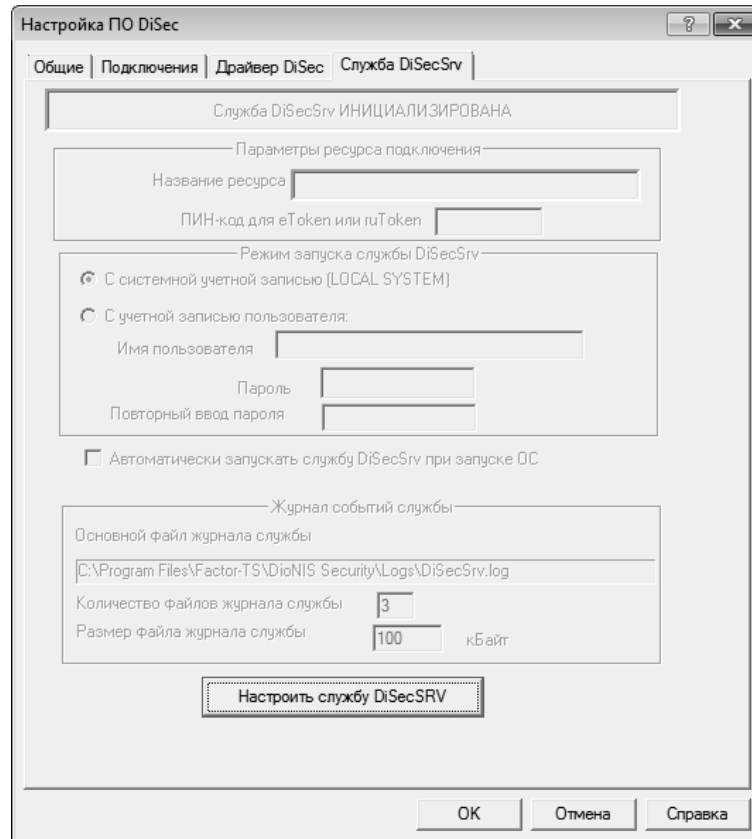 Настройка ПО DiSec
Общие Подключения Драйвер DiSec Служба DiSecSrv
Служба DiSecSrv ИНИЦИАЛИЗИРОВАНА
Параметры ресурса подключения
Название ресурса
ПИН-код для eToken или ruToken
Режим запуска службы DiSecSrv
С системной учетной записью (LOCAL SYSTEM)
С учетной записью пользователя:
Имя пользователя
Пароль
Повторный ввод пароля
Автоматически запускать службу DiSecSrv при запуске ОС
Журнал событий службы
Основной файл журнала службы
C:\Program Files\Factor-TS\DioNIS Security\Logs\DiSecSrv.log
Количество файлов журнала службы 3
Размер файла журнала службы 100 кБайт
Настроить службу DiSecSRV
OK Отмена Справка